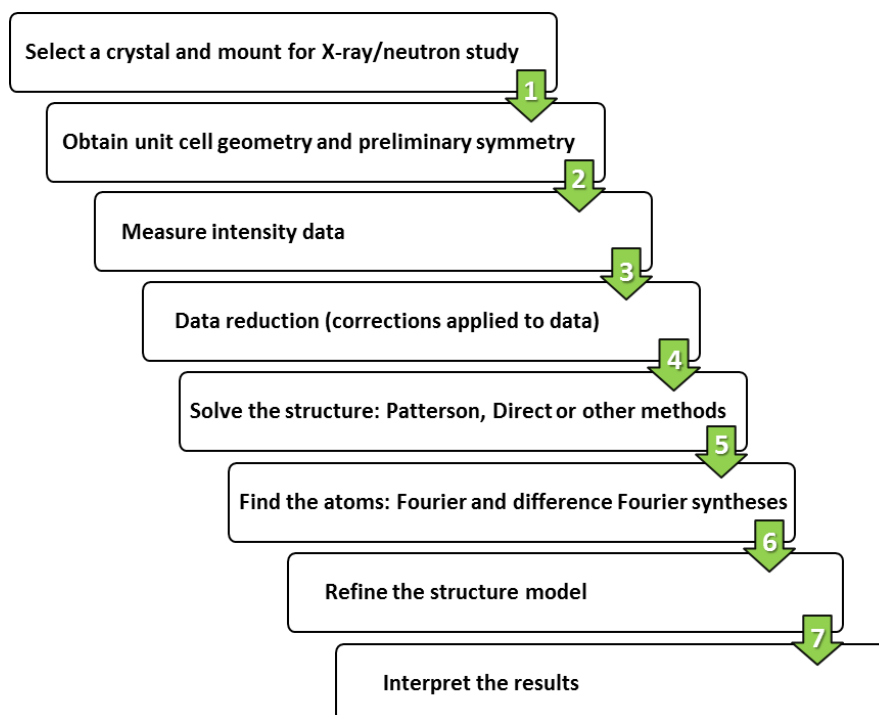 Select a crystal and mount for X-ray/neutron study
1
Obtain unit cell geometry and preliminary symmetry
2
Measure intensity data
3
Data reduction (corrections applied to data)
4
Solve the structure: Patterson, Direct or other methods
5
Find the atoms: Fourier and difference Fourier syntheses
6
Refine the structure model
7
Interpret the results